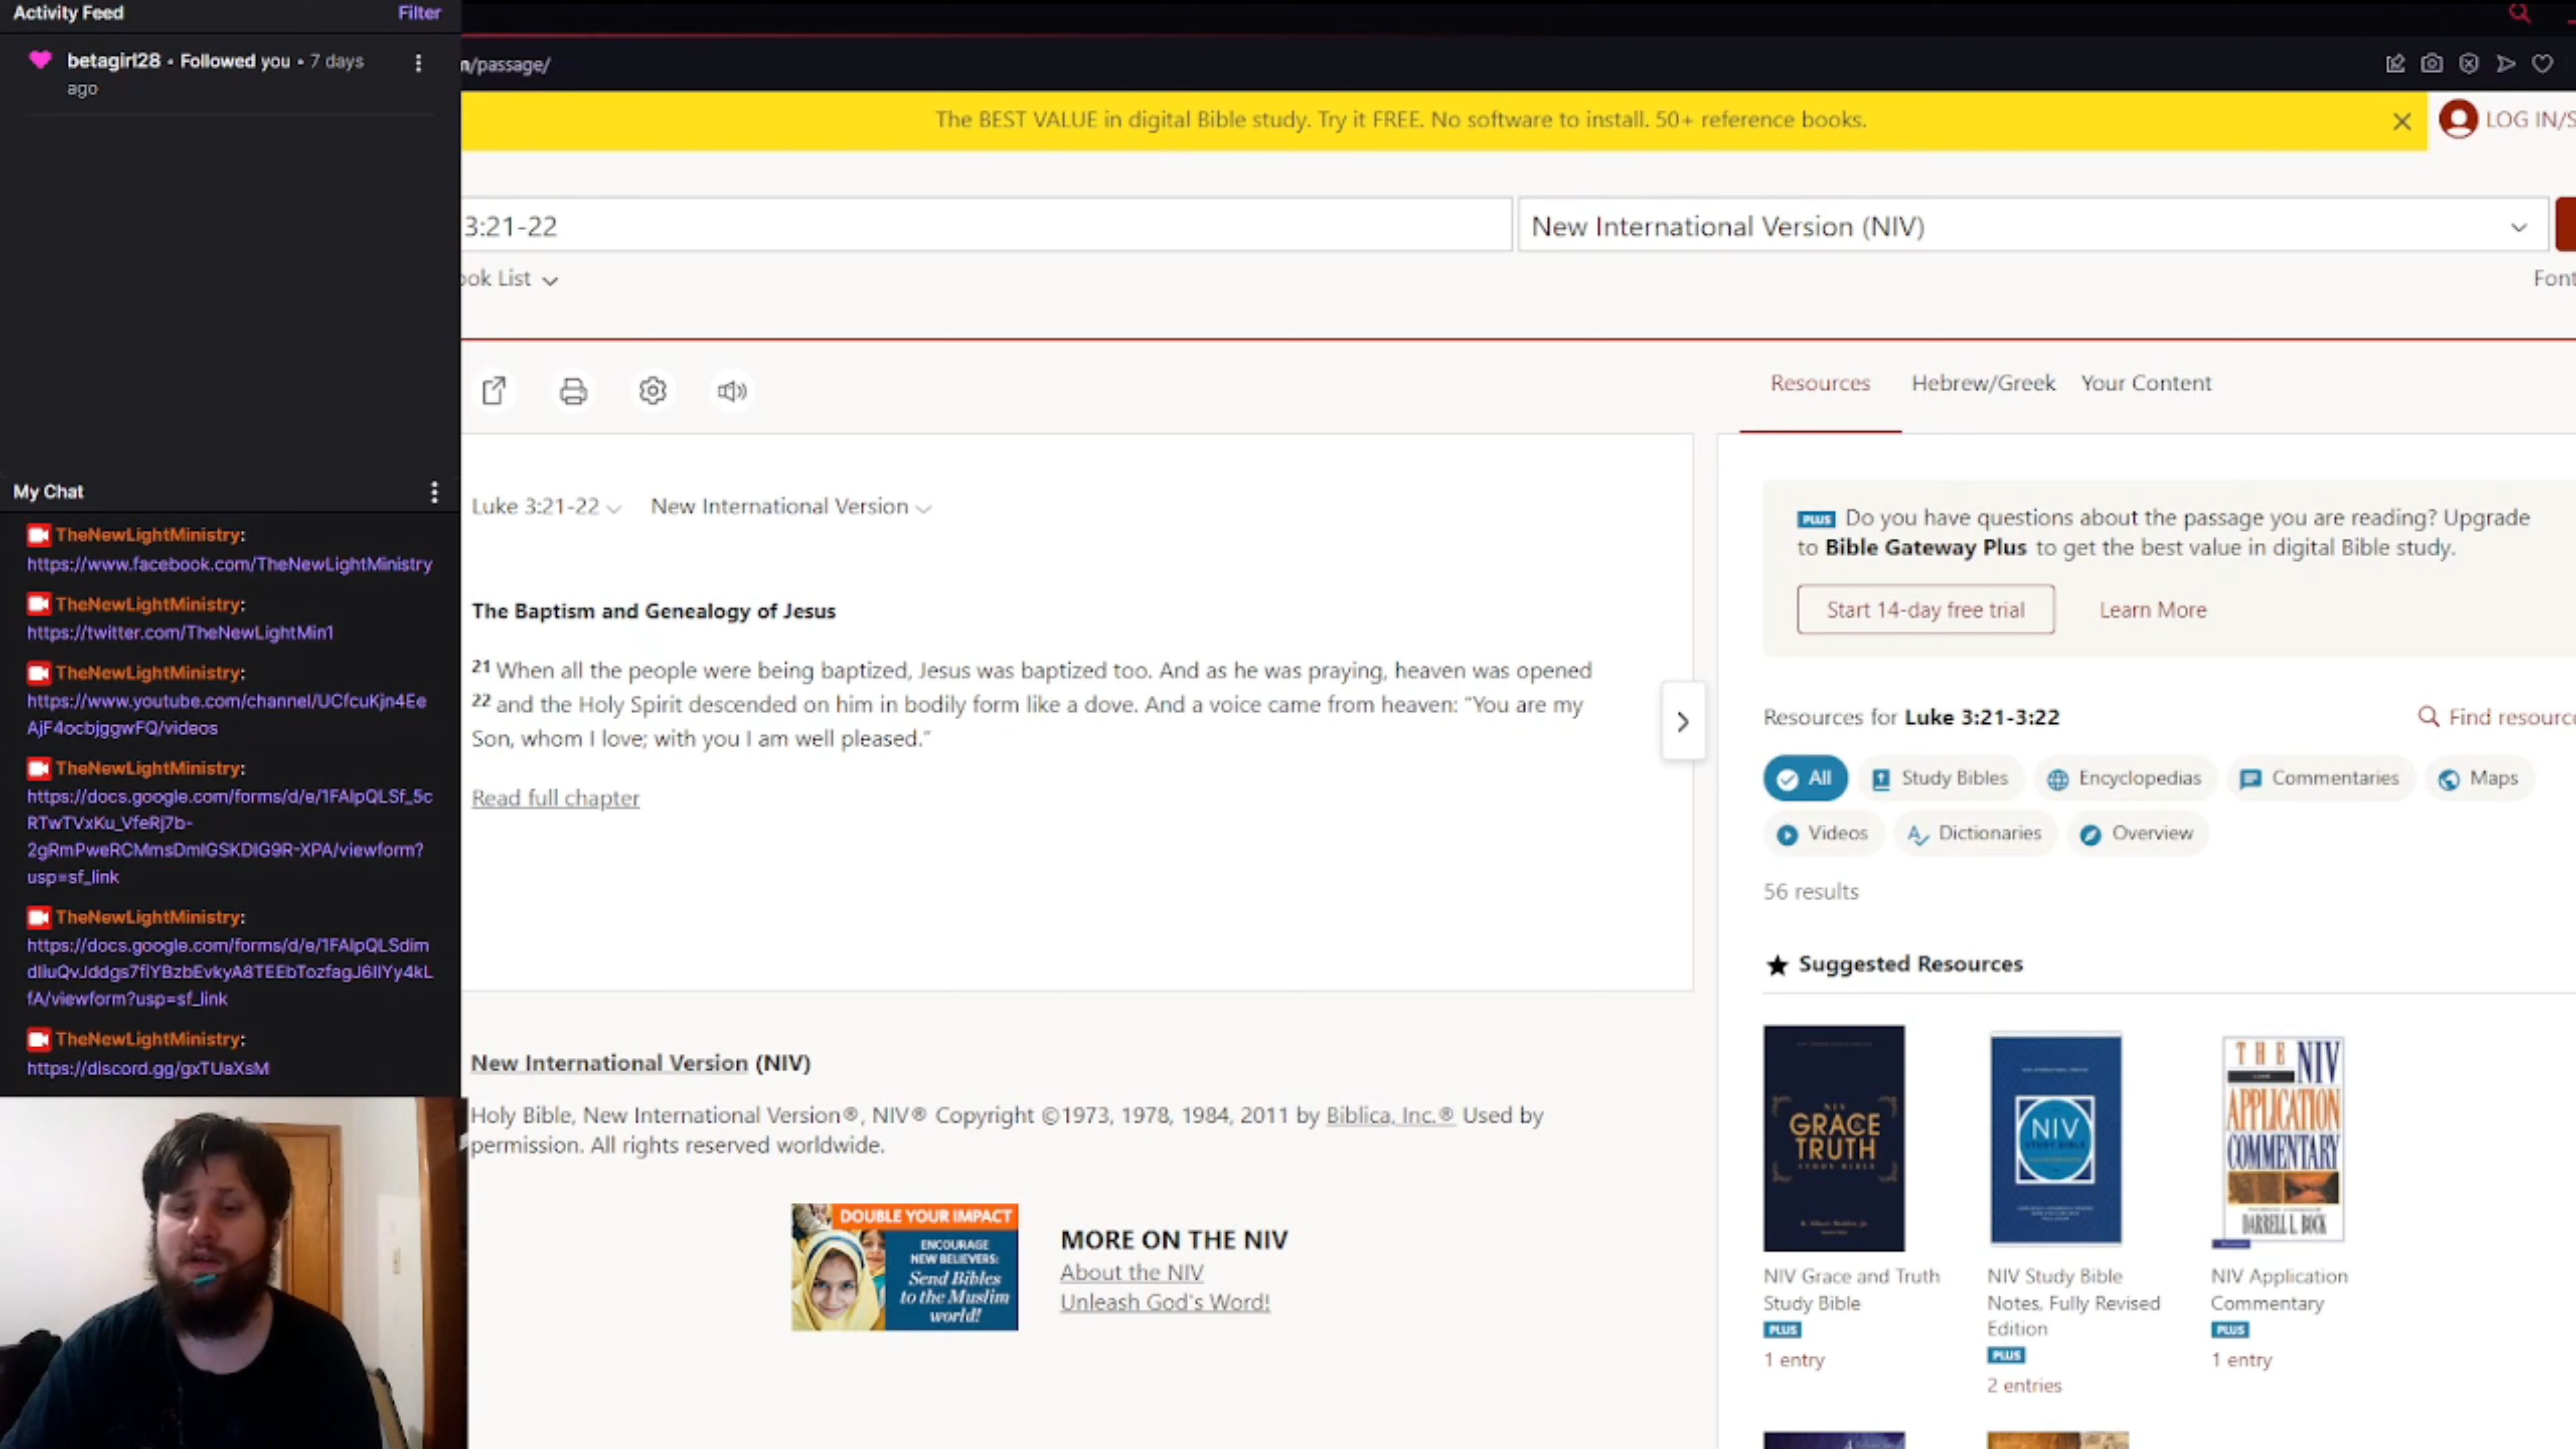 Activity Feed
Filter
betagirl28 • Followed you • 7 days
ago
My Chat
TheNewLightMinistry:
https://www.facebook.com/TheNewLightMinistry
TheNewLightMinistry:
https://twitter.com/TheNewLightMin1
TheNewLightMinistry:
https://www.youtube.com/channel/UCfcuKjn4Ee
AjF4ocbjggwFQ/videos
TheNewLightMinistry:
https://docs.google.com/forms/d/e/1FAIpQLSf_5c
RTwTVxKu_VfeRj7b-
2gRmPweRCMmsDmIGSKDIG9R-XPA/viewform?
usp=sf_link
TheNewLightMinistry:
https://docs.google.com/forms/d/e/1FAIpQLSdim
dIiuQvJddgs7fIYBzbEvkyA8TEEbTozfagJ6IIYy4kL
fA/viewform?usp=sf_link
TheNewLightMinistry:
https://discord.gg/gxTUaXsM
/passage/
The BEST VALUE in digital Bible study. Try it FREE. No software to install. 50+ reference books.
LOG IN/S
3:21-22
New International Version (NIV)
ook List
Font
Resources
Hebrew/Greek
Your Content
Luke 3:21-22
New International Version
The Baptism and Genealogy of Jesus
21 When all the people were being baptized, Jesus was baptized too. And as he was praying, heaven was opened
22 and the Holy Spirit descended on him in bodily form like a dove. And a voice came from heaven: “You are my
Son, whom I love; with you I am well pleased.”
Read full chapter
New International Version (NIV)
Holy Bible, New International Version®, NIV® Copyright ©1973, 1978, 1984, 2011 by Biblica, Inc.® Used by
permission. All rights reserved worldwide.
DOUBLE YOUR IMPACT
ENCOURAGE
NEW BELIEVERS:
Send Bibles
to the Muslim
world!
MORE ON THE NIV
About the NIV
Unleash God's Word!
PLUS Do you have questions about the passage you are reading? Upgrade
to Bible Gateway Plus to get the best value in digital Bible study.
Start 14-day free trial
Learn More
Resources for Luke 3:21-3:22
Find resourc
All
Study Bibles
Encyclopedias
Commentaries
Maps
Videos
Dictionaries
Overview
56 results
Suggested Resources
NIV
GRACE &
TRUTH
STUDY BIBLE
NIV
STUDY BIBLE
THE NIV
APPLICATION
COMMENTARY
DARRELL L. BOCK
NIV Grace and Truth
Study Bible
PLUS
1 entry
NIV Study Bible
Notes, Fully Revised
Edition
PLUS
2 entries
NIV Application
Commentary
PLUS
1 entry